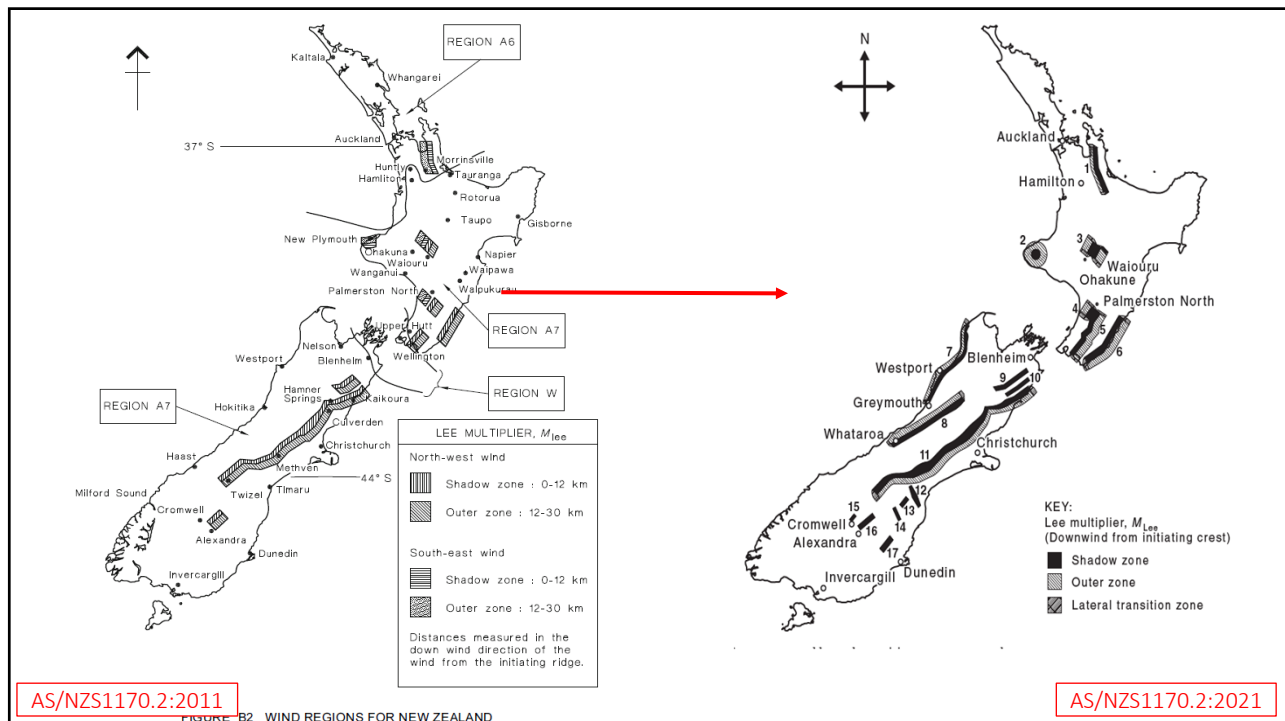 REGION A6
Kaitala
Whangarei
Auckland
37° S
Morrinsville
Huntly
Tauranga
Hamliton
Rotorua
Taupo
Gisborne
New Plymouth
Ohakuna
Napier
Waiouru
Wanganui
Waipawa
Palmerston North
Waipukurau
REGION A7
Upper Hutt
Nelson
Wellington
Blenheim
Westport
REGION W
Hamner
Springs
Kaikoura
REGION A7
Hokitika
Culverden
Christchurch
Haast
Methven
44° S
Milford Sound
Twizel
Timaru
Cromwell
Alexandra
Dunedin
Invercargill
LEE MULTIPLIER, Mlee
North-west wind
Shadow zone : 0-12 km
Outer zone : 12-30 km
South-east wind
Shadow zone : 0-12 km
Outer zone : 12-30 km
Distances measured in the
down wind direction of the
wind from the initiating ridge.
AS/NZS1170.2:2011
FIGURE B2 WIND REGIONS FOR NEW ZEALAND
N
Auckland
1
Hamilton
2
3
Waiouru
Ohakune
Palmerston North
4
5
6
7
Blenheim
Westport
9
10
Greymouth
8
Whataroa
Christchurch
11
12
13
15
14
Cromwell
16
Alexandra
17
Dunedin
Invercargill
KEY:
Lee multiplier, MLee
(Downwind from initiating crest)
Shadow zone
Outer zone
Lateral transition zone
AS/NZS1170.2:2021